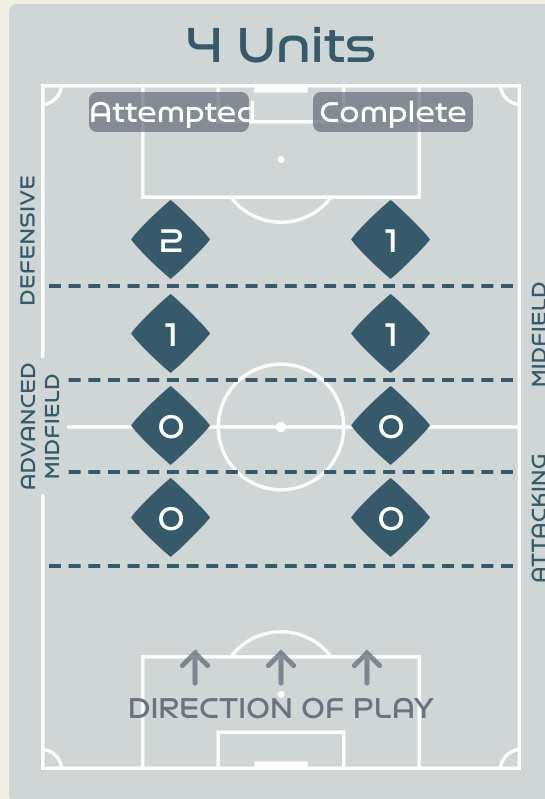 4 Units
Attempted Complete
DEFENSIVE
2 1
MIDFIELD
1 1
ADVANCED
MIDFIELD
0 0
ATTACKING
0 0
DIRECTION OF PLAY